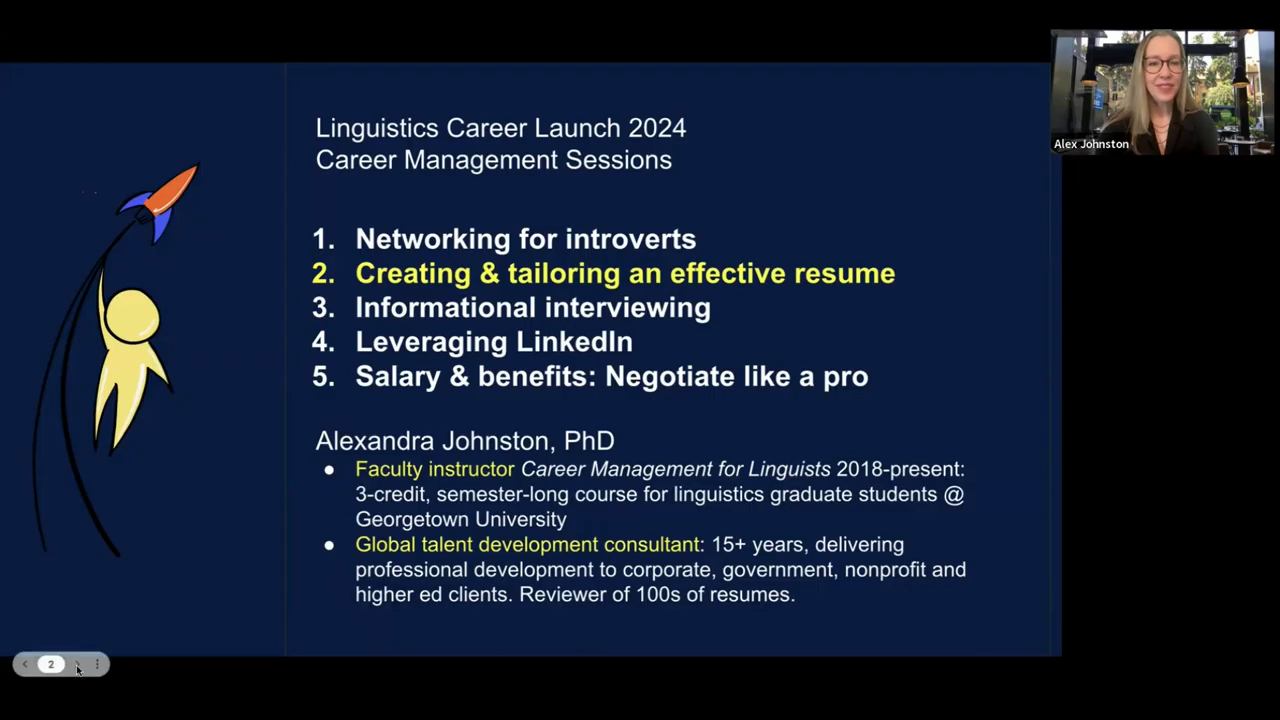 Linguistics Career Launch 2024
Career Management Sessions
1. Networking for introverts
2. Creating & tailoring an effective resume
3. Informational interviewing
4. Leveraging LinkedIn
5. Salary & benefits: Negotiate like a pro
Alexandra Johnston, PhD
● Faculty instructor Career Management for Linguists 2018-present:
3-credit, semester-long course for linguistics graduate students @
Georgetown University
● Global talent development consultant: 15+ years, delivering
professional development to corporate, government, nonprofit and
higher ed clients. Reviewer of 100s of resumes.
Alex Johnston
2